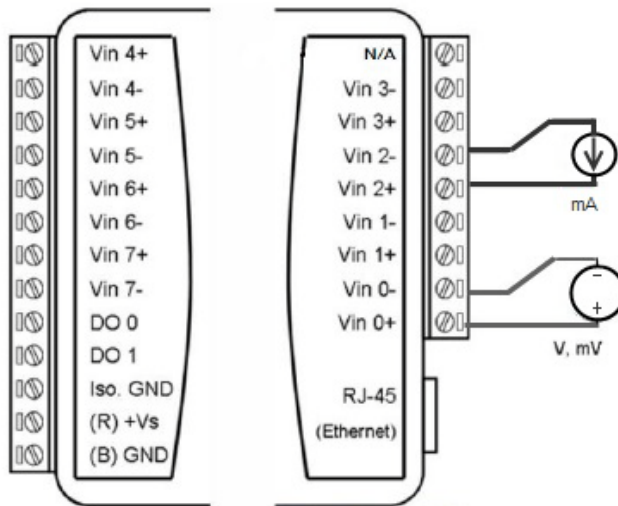 Vin 4+
Vin 4-
Vin 5+
Vin 5-
Vin 6+
Vin 6-
Vin 7+
Vin 7-
DO 0
DO 1
Iso. GND
(R) +Vs
(B) GND
N/A
Vin 3-
Vin 3+
Vin 2-
Vin 2+
Vin 1-
Vin 1+
Vin 0-
Vin 0+
RJ-45
(Ethernet)
mA
-
+
V, mV